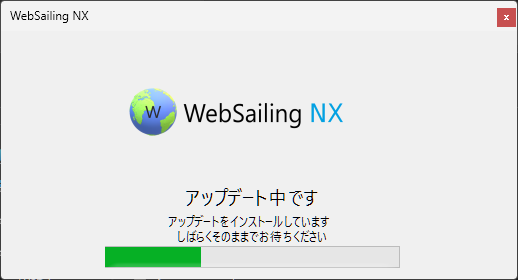 WebSailing NX
x
W
WebSailing NX
アップデート中です
アップデートをインストールしています
しばらくそのままでお待ちください